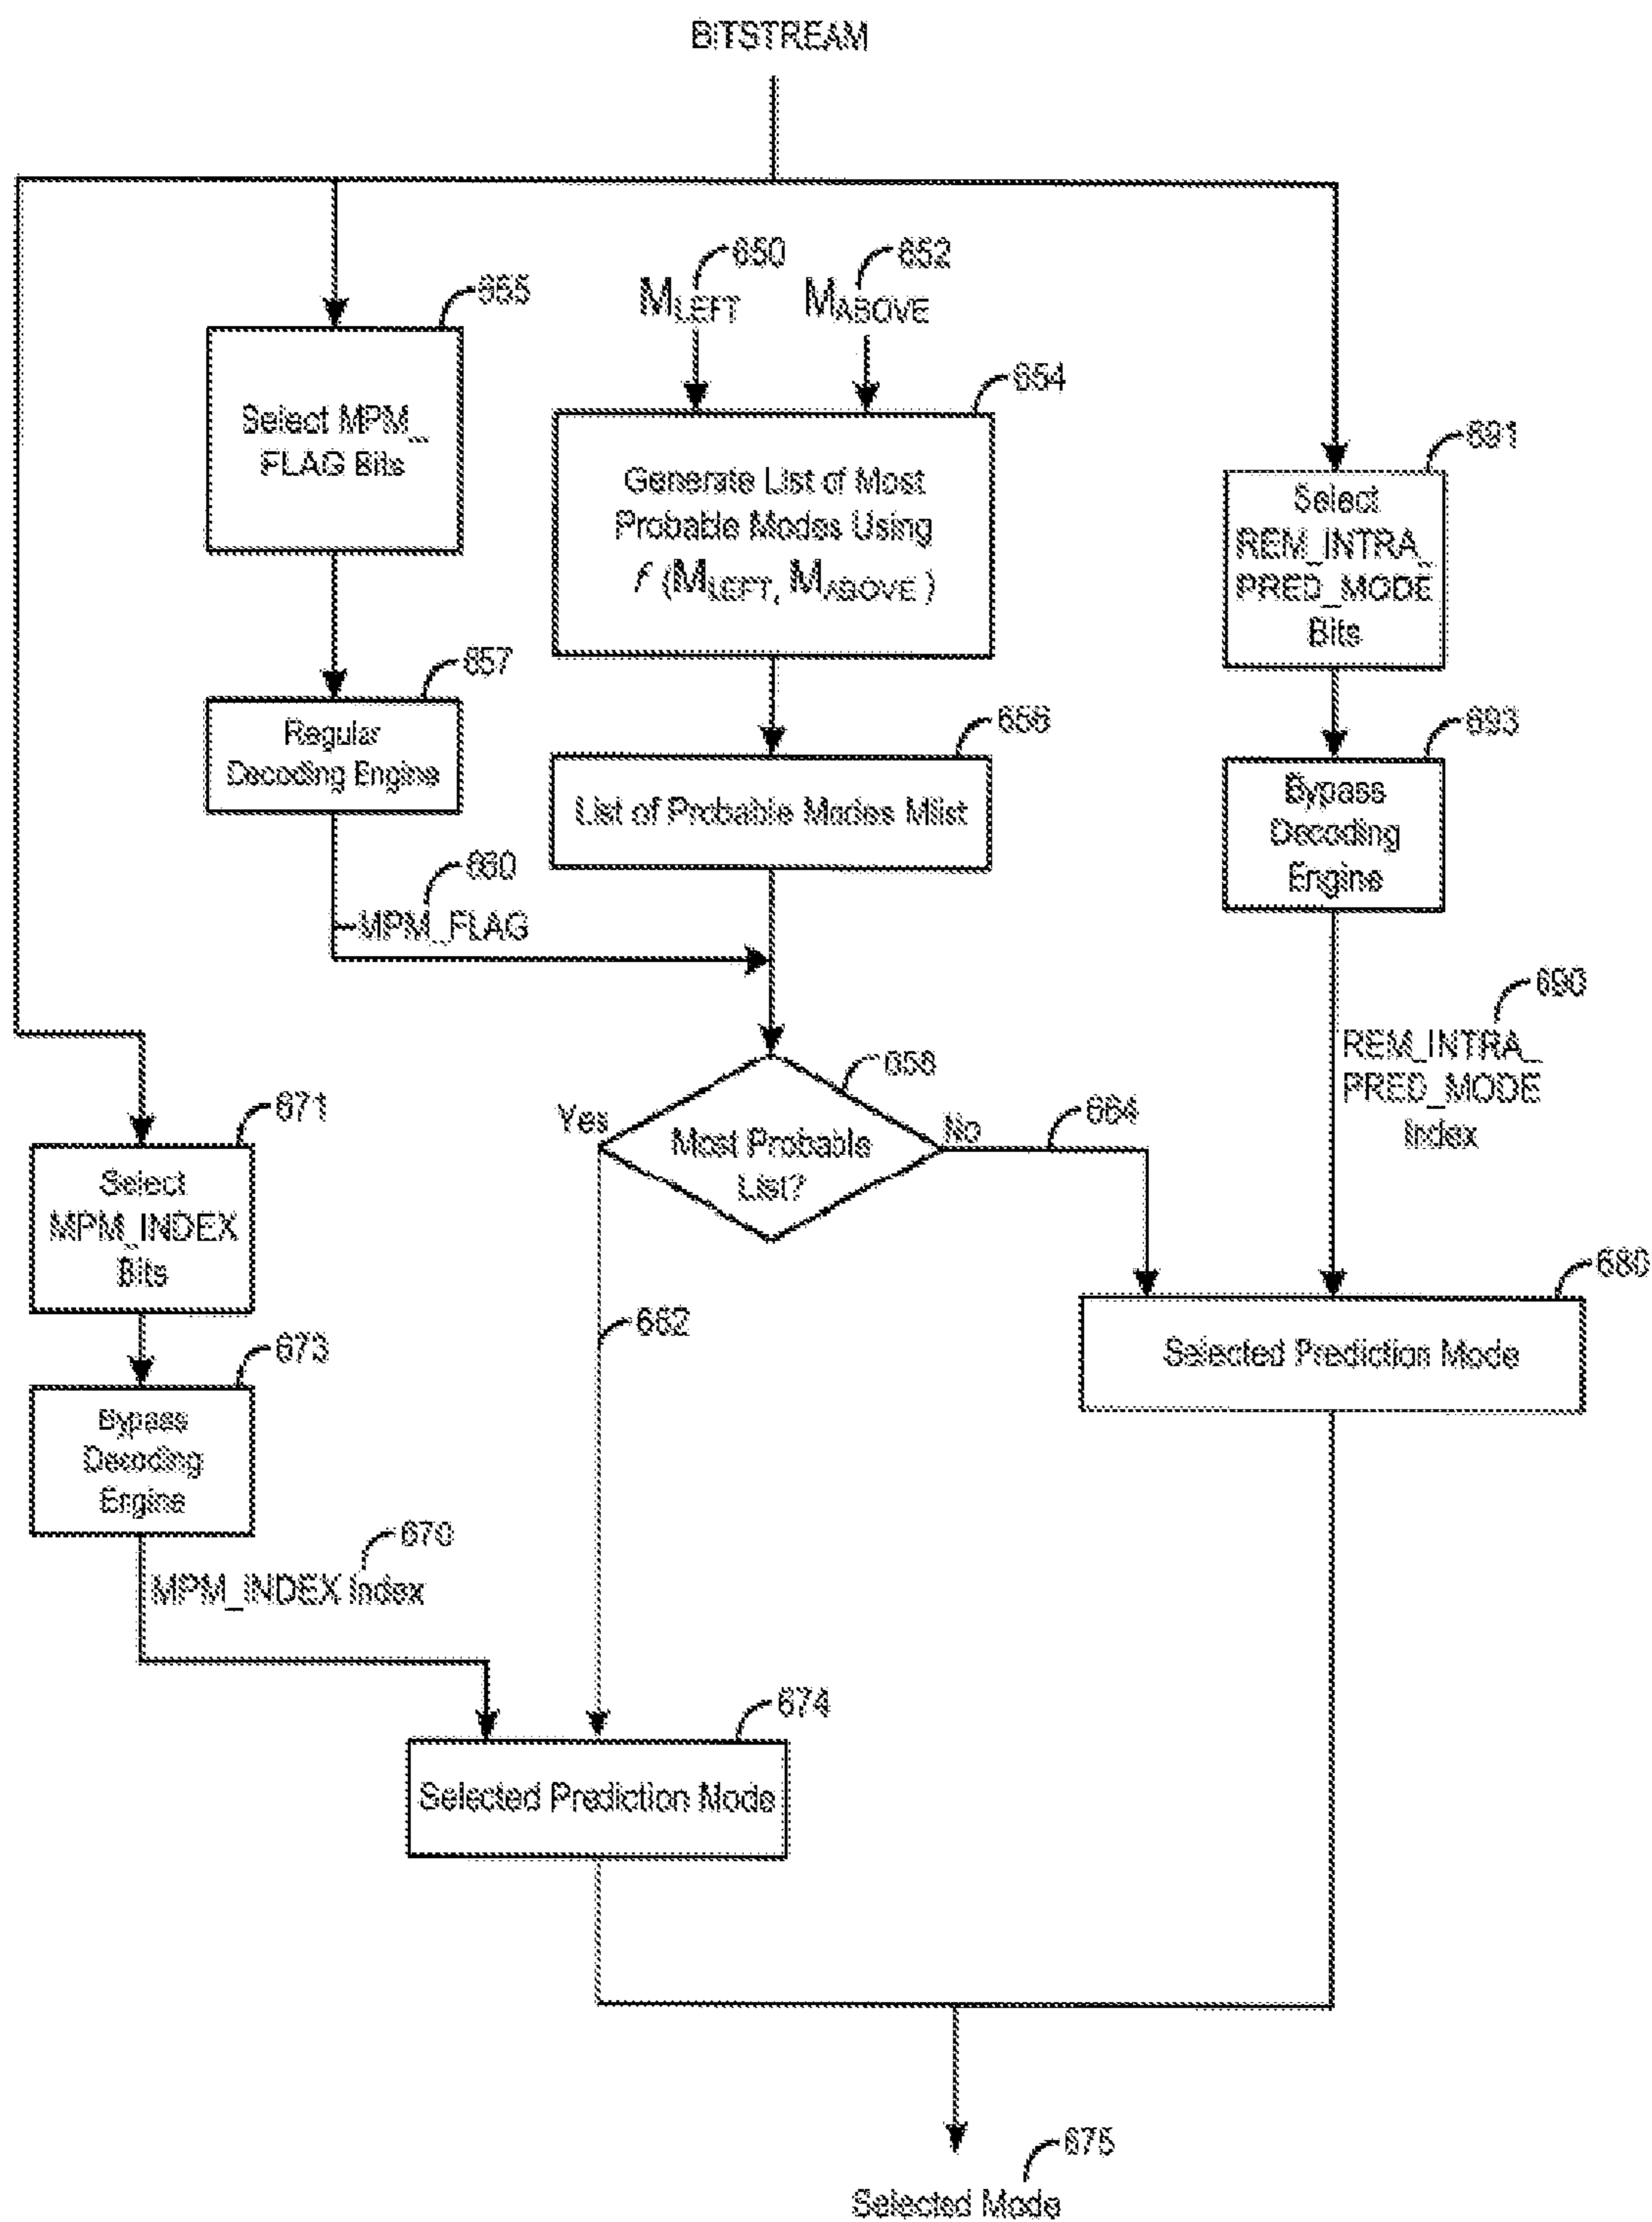 BITSTREAM
650
652
MLEFT
MABOVE
655
Select MPM_
FLAG Bits
654
Generate List of Most
Probable Modes Using
f (MLEFT, MABOVE)
691
Select
REM_INTRA_
PRED_MODE
Bits
657
Regular
Decoding Engine
656
List of Probable Modes Mlist
693
Bypass
Decoding
Engine
660
MPM_FLAG
690
REM_INTRA_
PRED_MODE
Index
658
Yes
Most Probable
List?
No
664
671
Select
MPM_INDEX
Bits
662
680
Selected Prediction Mode
673
Bypass
Decoding
Engine
670
MPM_INDEX Index
674
Selected Prediction Mode
675
Selected Mode